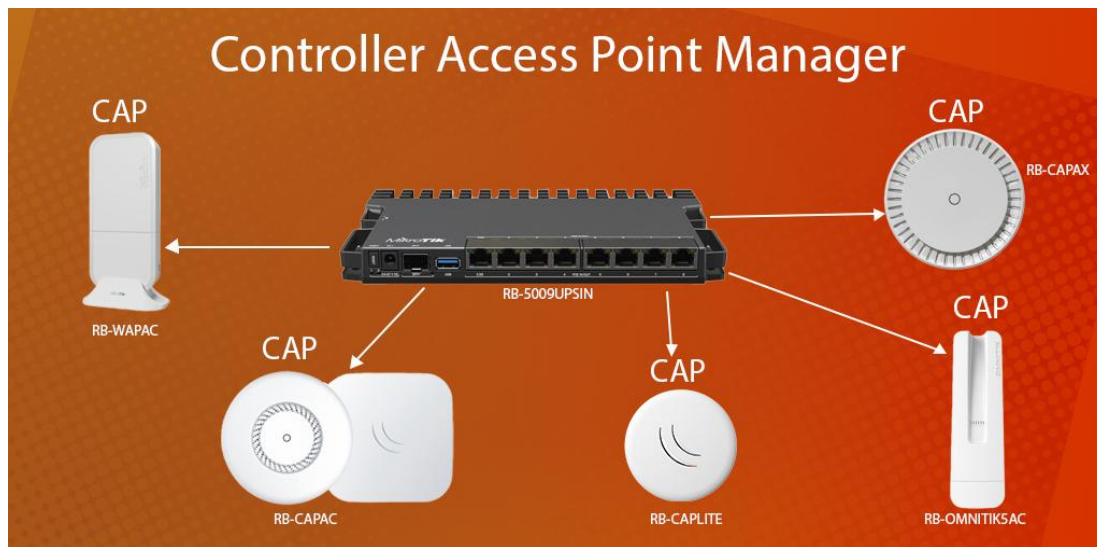 Controller Access Point Manager
CAP
CAP
RB-CAPAX
MikroTik
RB-5009UPSIN
RB-WAPAC
CAP
CAP
CAP
RB-CAPAC
RB-CAPLITE
RB-OMNITIK5AC